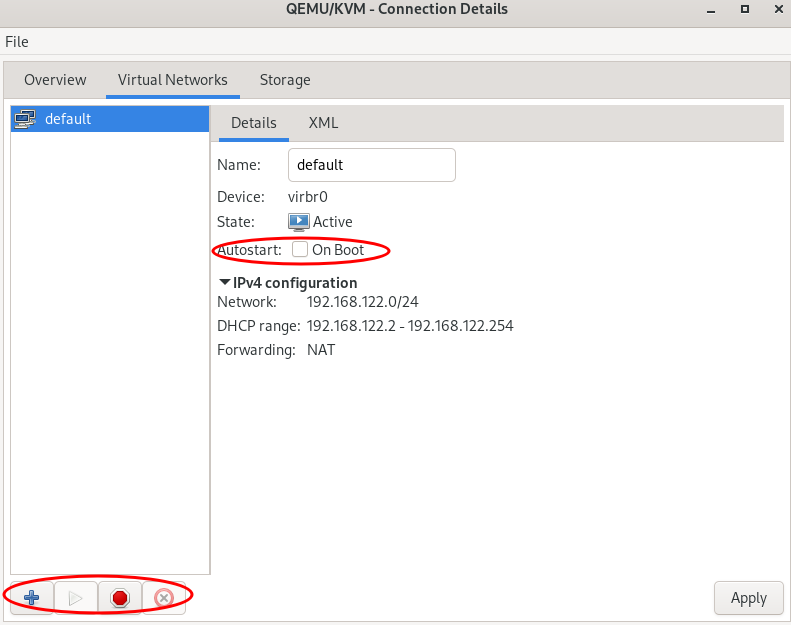 QEMU/KVM - Connection Details
File
Overview Virtual Networks Storage
default
Details XML
Name: default
Device: virbr0
State: Active
Autostart: On Boot
IPv4 configuration
Network: 192.168.122.0/24
DHCP range: 192.168.122.2 - 192.168.122.254
Forwarding: NAT
Apply